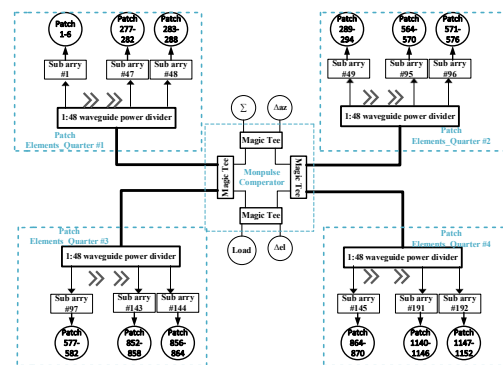 Patch
1-6
Patch
277-
282
Patch
283-
288
Sub arry
#1
Sub arry
#47
Sub arry
#48
1:48 waveguide power divider
Patch
Elements_Quarter #1
Patch
289-
294
Patch
564-
570
Patch
571-
576
Sub arry
#49
Sub arry
#95
Sub arry
#96
1:48 waveguide power divider
Patch
Elements_Quarter #2
Σ
Δaz
Magic Tee
Magic Tee
Monpulse
Comperator
Magic Tee
Magic Tee
Load
Δel
Patch
Elements_Quarter #3
1:48 waveguide power divider
Sub arry
#97
Sub arry
#143
Sub arry
#144
Patch
577-
582
Patch
852-
858
Patch
856-
864
Patch
Elements_Quarter #4
1:48 waveguide power divider
Sub arry
#145
Sub arry
#191
Sub arry
#192
Patch
864-
870
Patch
1140-
1146
Patch
1147-
1152